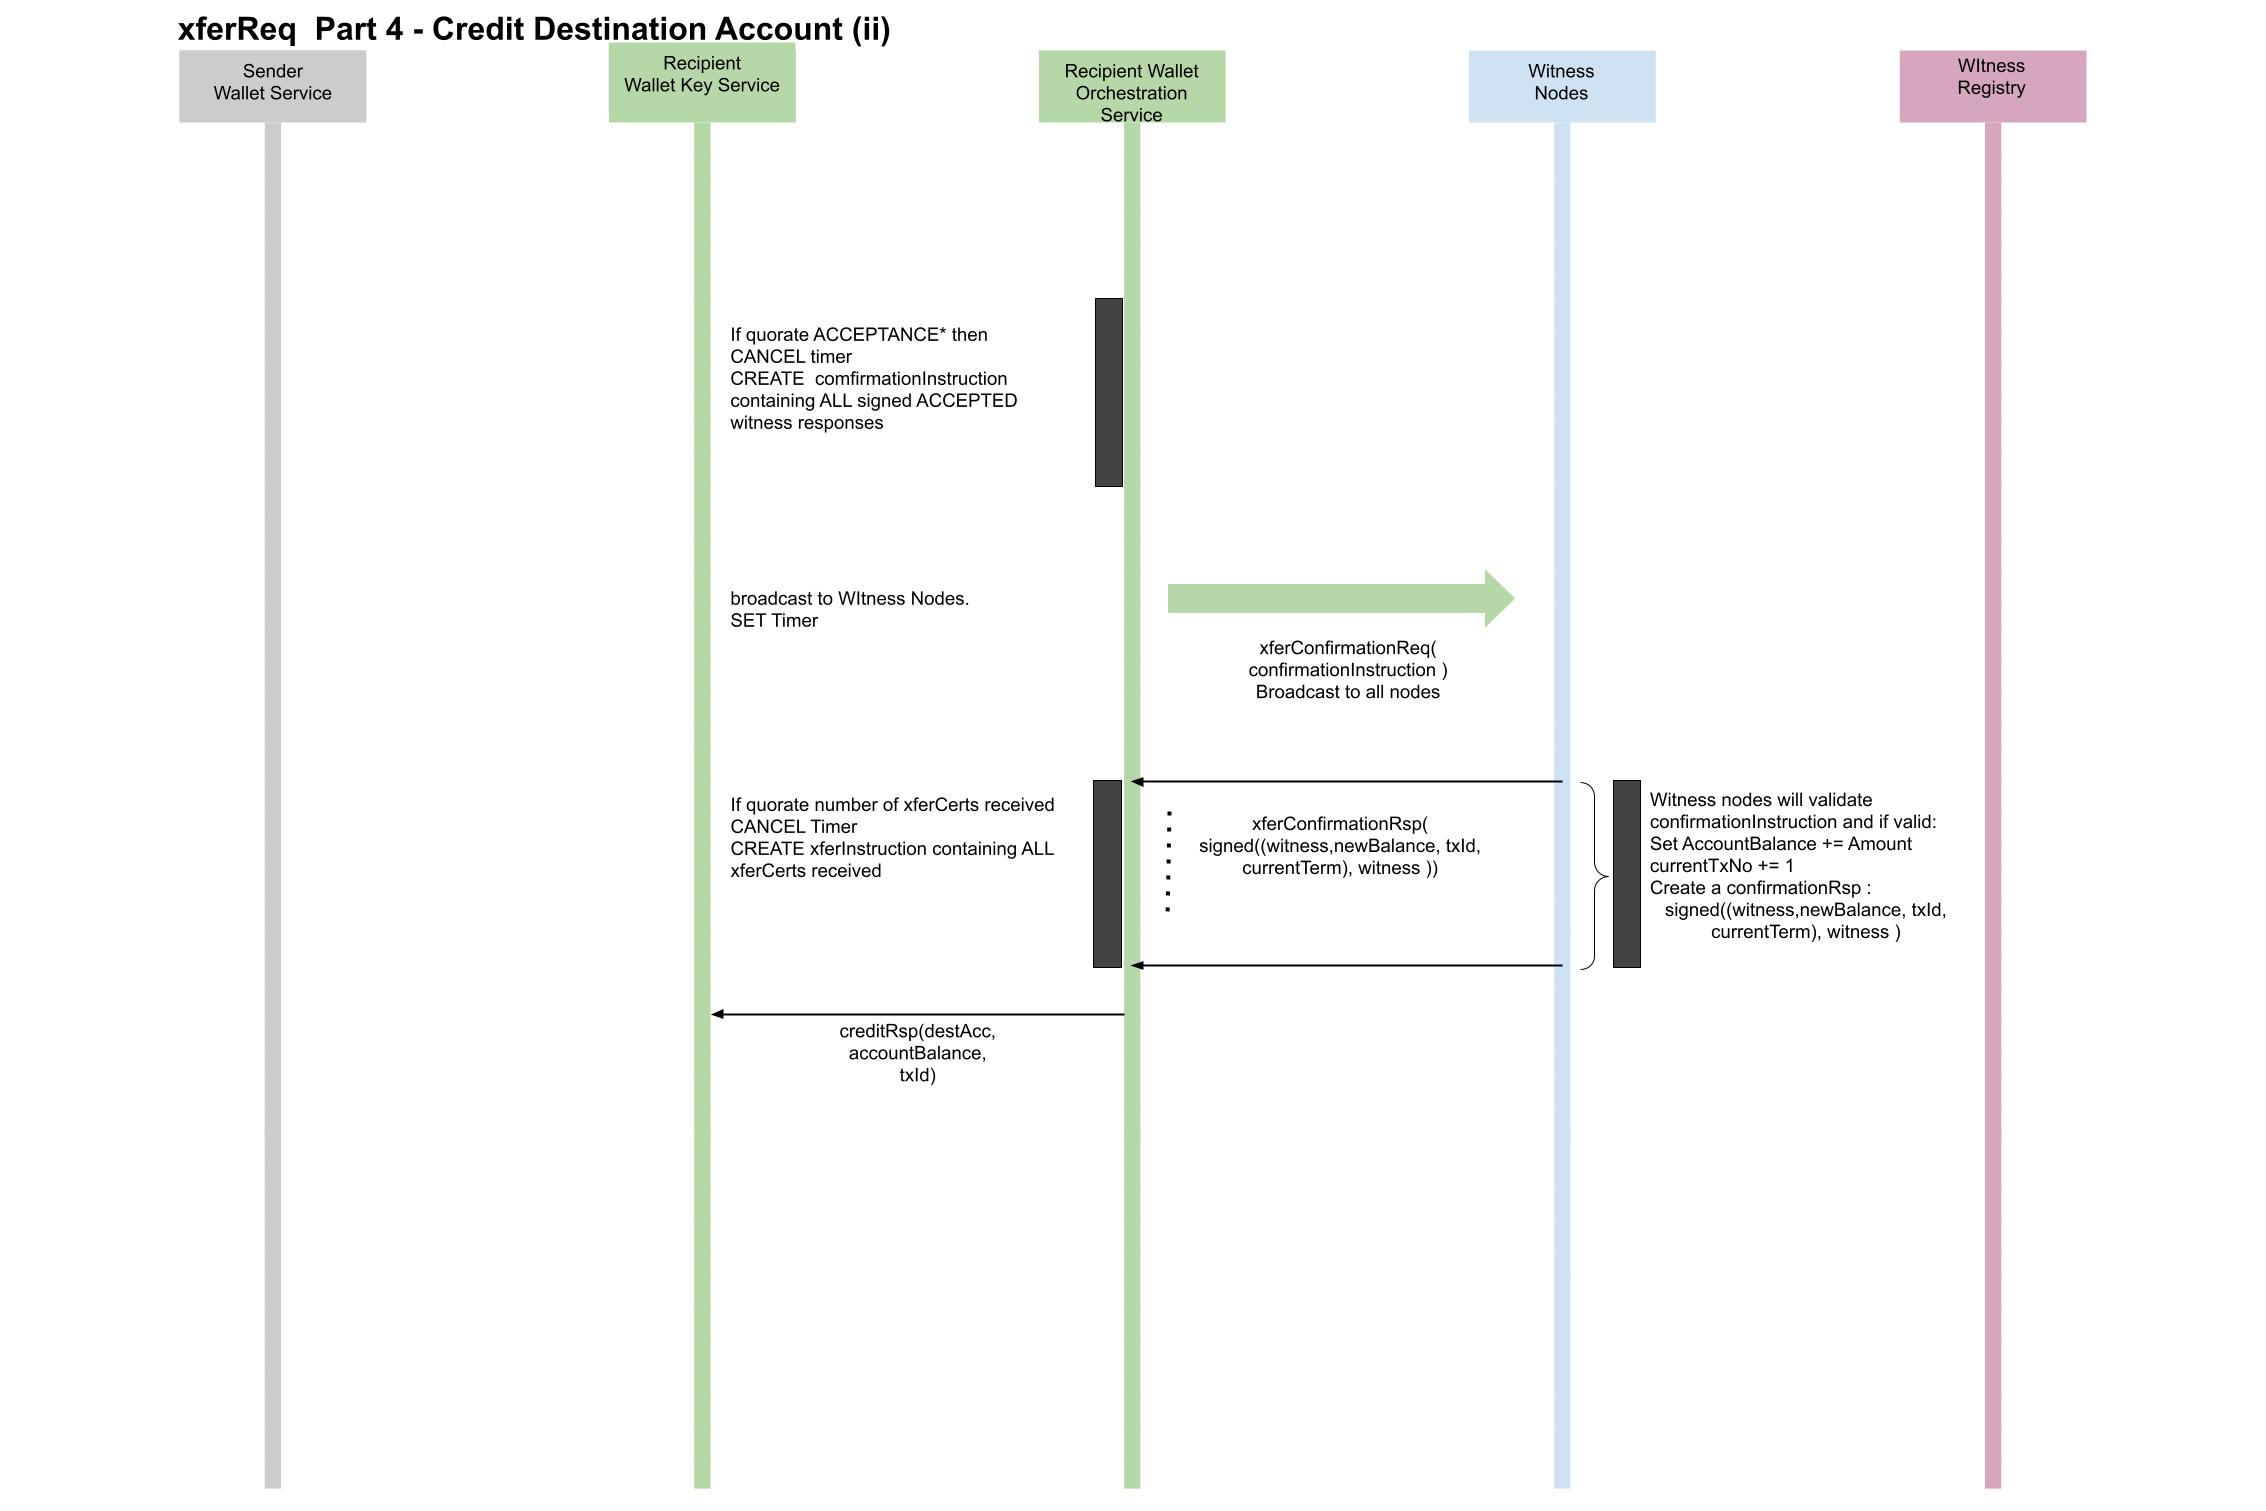 xferReq  Part 4 - Credit Destination Account (ii)
Sender
Wallet Service
Recipient
Wallet Key Service
Recipient Wallet
Orchestration
Service
Witness
Nodes
WItness
Registry
If quorate ACCEPTANCE* then
CANCEL timer
CREATE  comfirmationInstruction
containing ALL signed ACCEPTED
witness responses
broadcast to WItness Nodes.
SET Timer
xferConfirmationReq(
confirmationInstruction )
Broadcast to all nodes
If quorate number of xferCerts received
CANCEL Timer
CREATE xferInstruction containing ALL
xferCerts received
xferConfirmationRsp(
signed((witness,newBalance, txId,
currentTerm), witness ))
Witness nodes will validate
confirmationInstruction and if valid:
Set AccountBalance += Amount
currentTxNo += 1
Create a confirmationRsp :
signed((witness,newBalance, txId,
currentTerm), witness )
creditRsp(destAcc,
accountBalance,
txId)